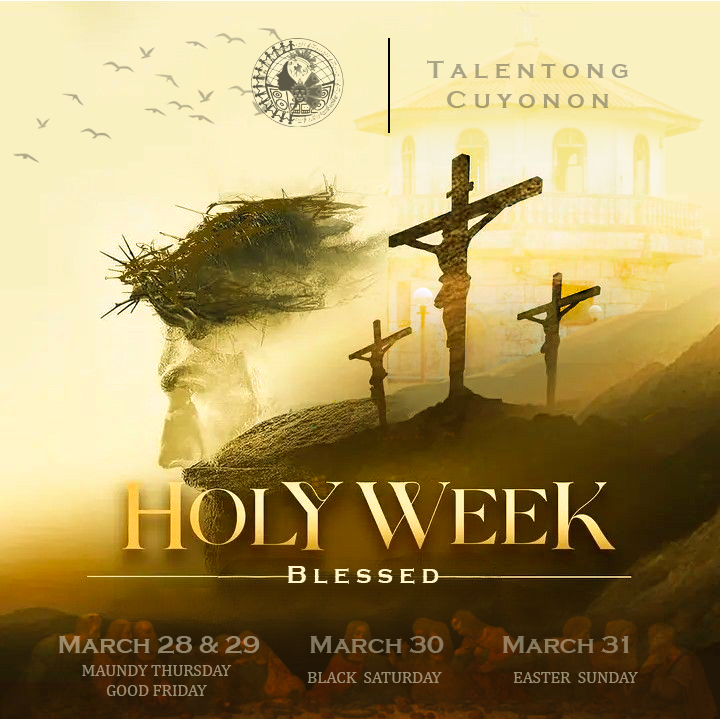 TALENTONG
CUYONON
HOLY WEEK
BLESSED
MARCH 28 & 29
MAUNDY THURSDAY
GOOD FRIDAY
MARCH 30
BLACK SATURDAY
MARCH 31
EASTER SUNDAY